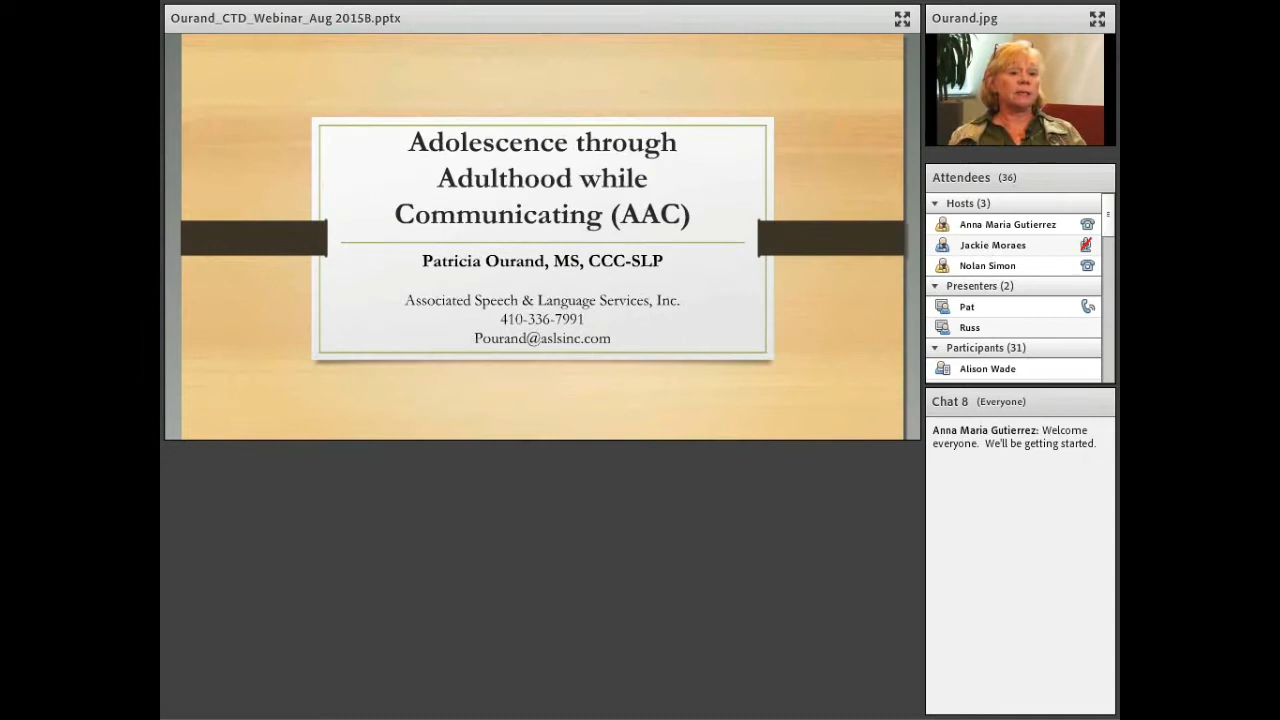 Ourand_CTD_Webinar_Aug 2015B.pptx
Adolescence through
Adulthood while
Communicating (AAC)
Patricia Ourand, MS, CCC-SLP
Associated Speech & Language Services, Inc.
410-336-7991
Pourand@aslsinc.com
Ourand.jpg
Attendees (36)
Hosts (3)
Anna Maria Gutierrez
Jackie Moraes
Nolan Simon
Presenters (2)
Pat
Russ
Participants (31)
Alison Wade
Chat 8 (Everyone)
Anna Maria Gutierrez: Welcome
everyone. We'll be getting started.